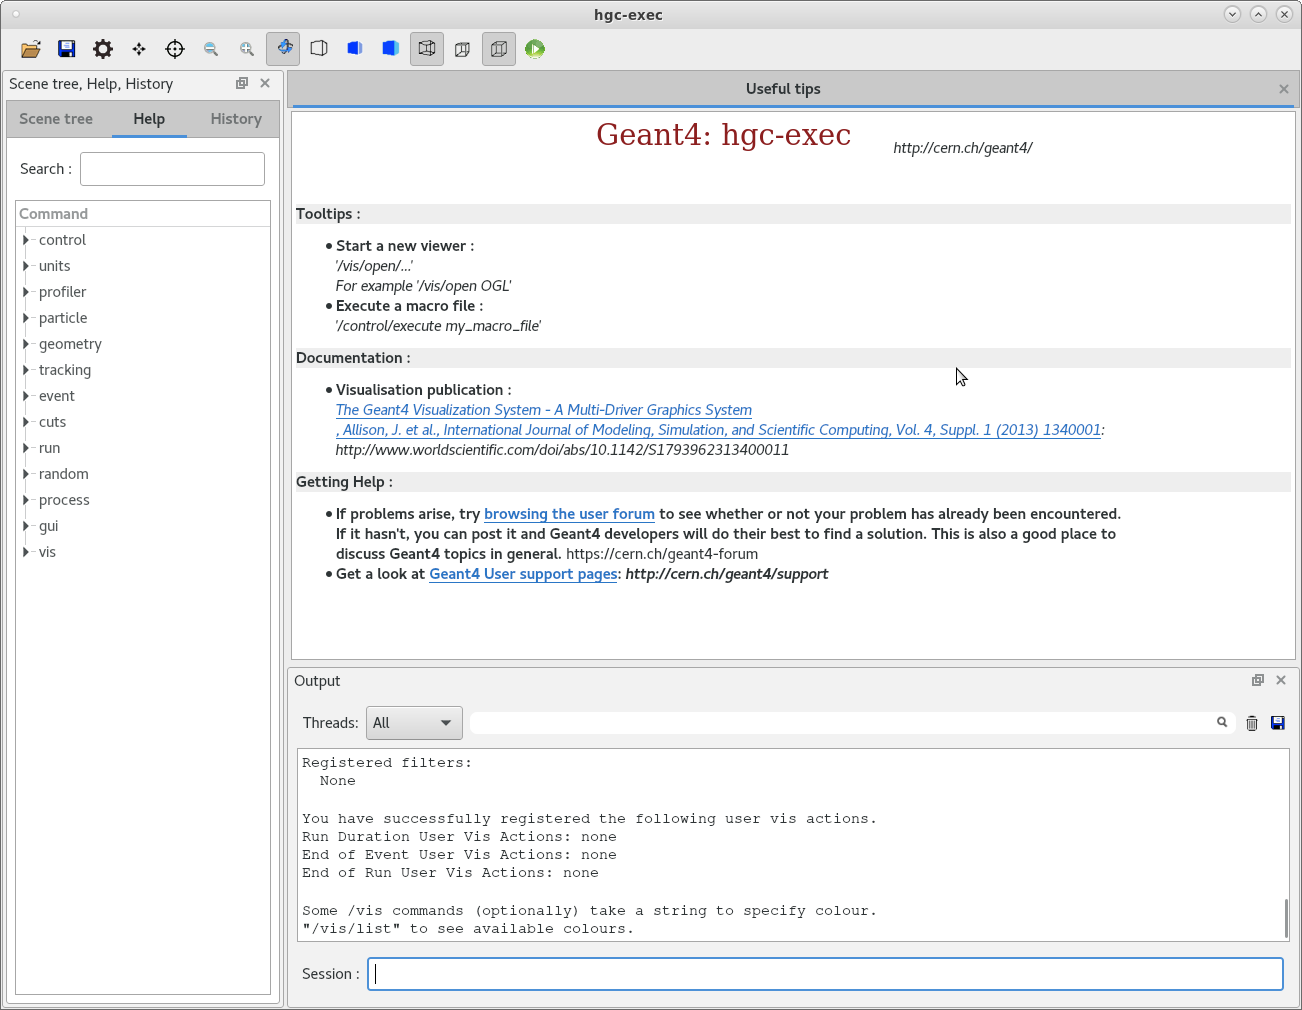 hgc-exec
Scene tree, Help, History
Scene tree Help History
Search :
Command
control
units
profiler
particle
geometry
tracking
event
cuts
run
random
process
gui
vis
Useful tips
Geant4: hgc-exec http://cern.ch/geant4/
Tooltips :
• Start a new viewer :
'/vis/open/...'
For example '/vis/open OGL'
• Execute a macro file :
'/control/execute my_macro_file'
Documentation :
• Visualisation publication :
The Geant4 Visualization System - A Multi-Driver Graphics System
, Allison, J. et al., International Journal of Modeling, Simulation, and Scientific Computing, Vol. 4, Suppl. 1 (2013) 1340001:
http://www.worldscientific.com/doi/abs/10.1142/S1793962313400011
Getting Help :
• If problems arise, try browsing the user forum to see whether or not your problem has already been encountered.
If it hasn't, you can post it and Geant4 developers will do their best to find a solution. This is also a good place to
discuss Geant4 topics in general. https://cern.ch/geant4-forum
• Get a look at Geant4 User support pages: http://cern.ch/geant4/support
Output
Threads: All
Registered filters:
None
You have successfully registered the following user vis actions.
Run Duration User Vis Actions: none
End of Event User Vis Actions: none
End of Run User Vis Actions: none
Some /vis commands (optionally) take a string to specify colour.
"/vis/list" to see available colours.
Session :